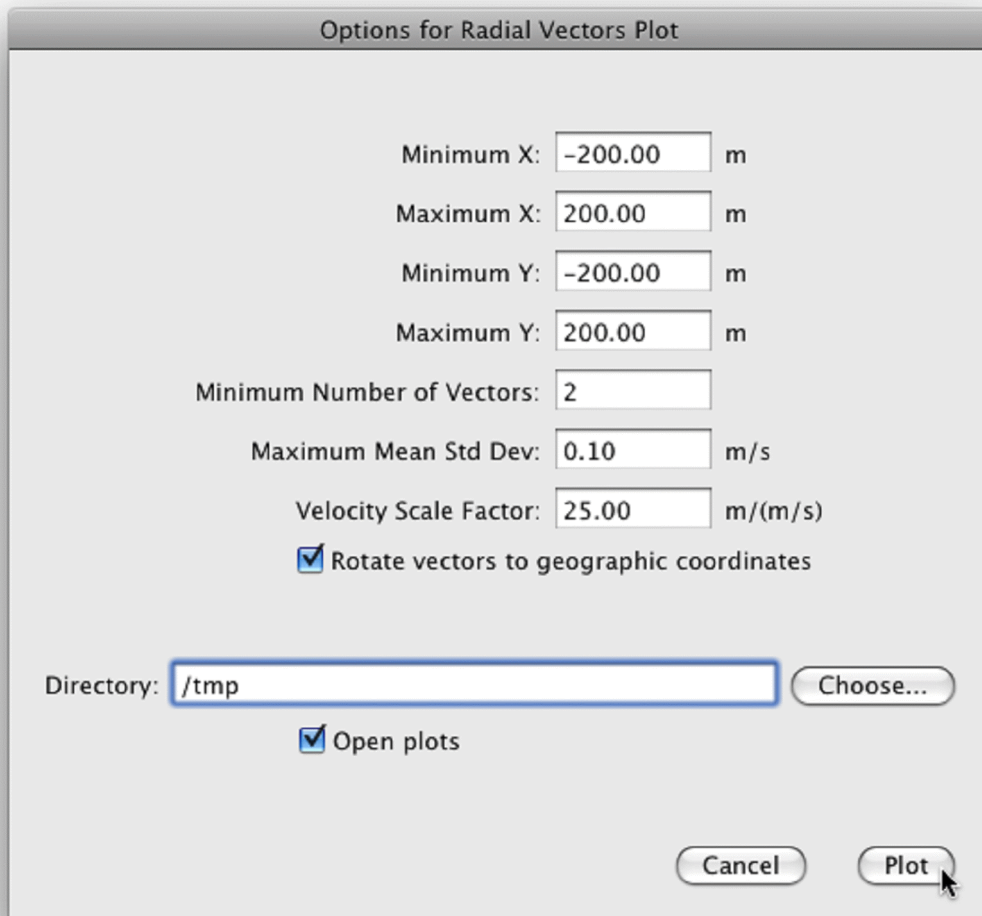 Options for Radial Vectors Plot
Minimum X: -200.00 m
Maximum X: 200.00 m
Minimum Y: -200.00 m
Maximum Y: 200.00 m
Minimum Number of Vectors: 2
Maximum Mean Std Dev: 0.10 m/s
Velocity Scale Factor: 25.00 m/(m/s)
Rotate vectors to geographic coordinates
Directory: /tmp Choose...
Open plots
Cancel Plot